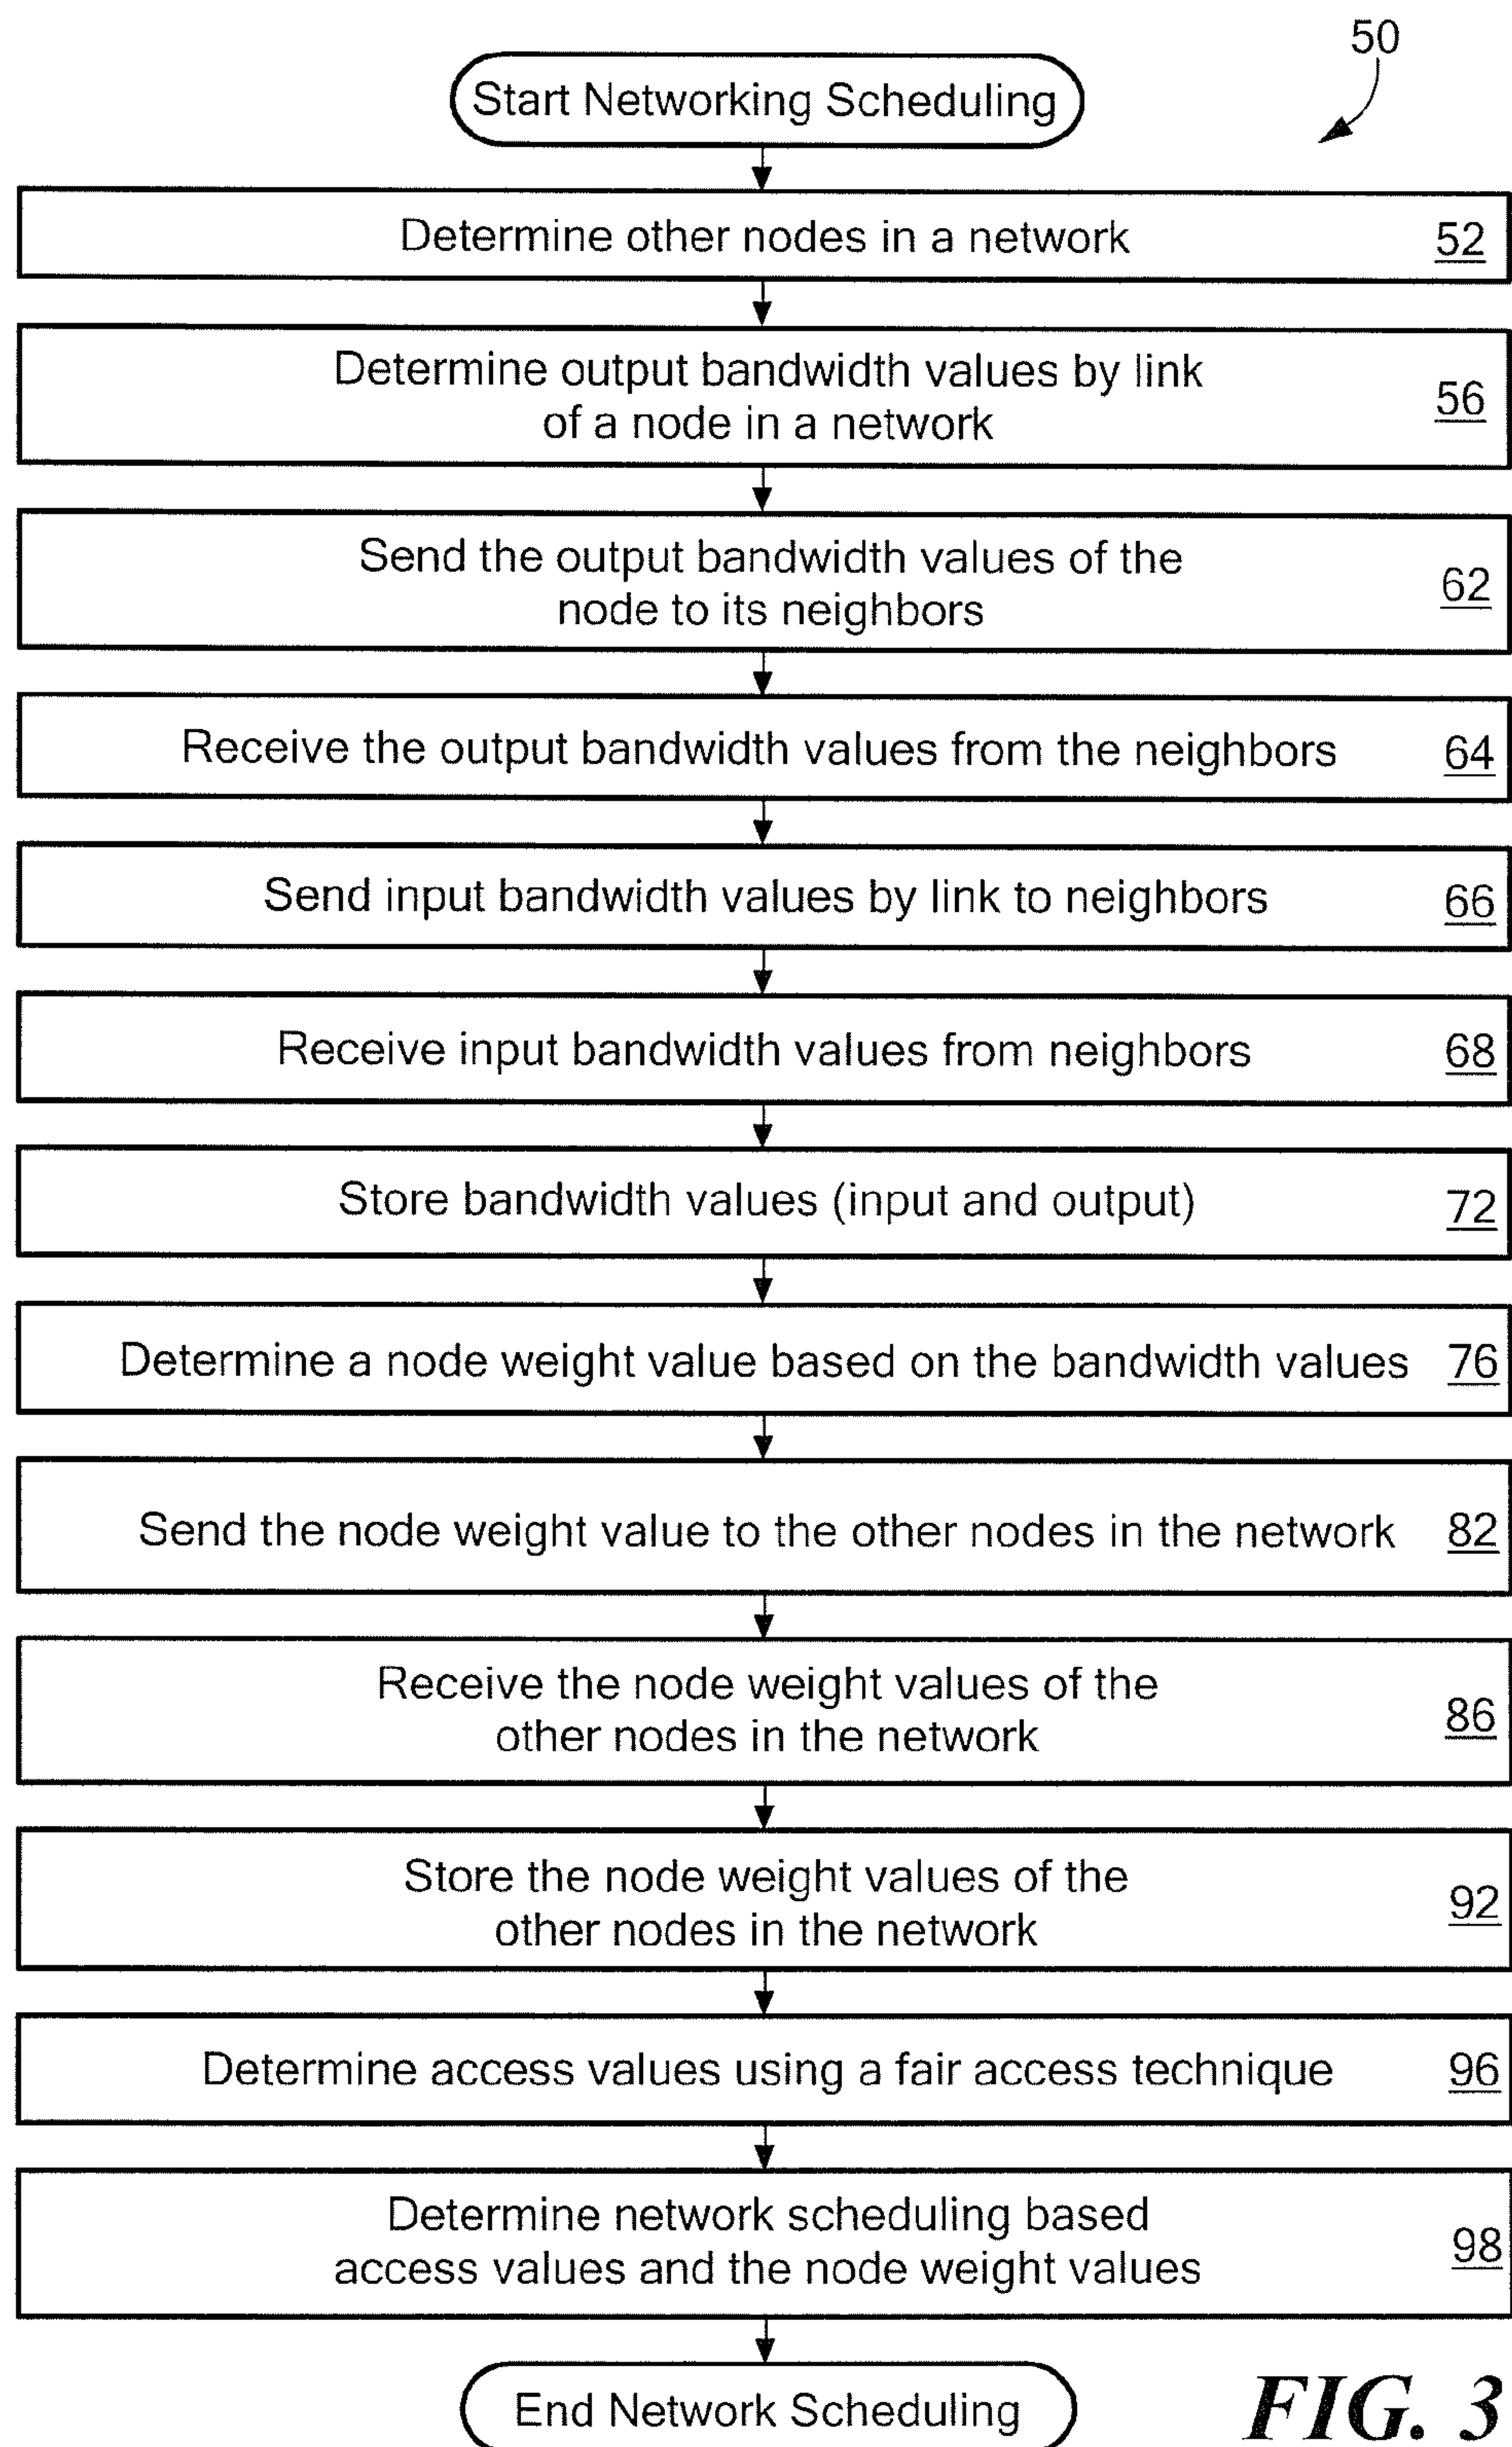 50
Start Networking Scheduling
Determine other nodes in a network 52
Determine output bandwidth values by link
of a node in a network
56
Send the output bandwidth values of the
node to its neighbors
62
Receive the output bandwidth values from the neighbors 64
Send input bandwidth values by link to neighbors 66
Receive input bandwidth values from neighbors 68
Store bandwidth values (input and output) 72
Determine a node weight value based on the bandwidth values 76
Send the node weight value to the other nodes in the network 82
Receive the node weight values of the
other nodes in the network
86
Store the node weight values of the
other nodes in the network
92
Determine access values using a fair access technique 96
Determine network scheduling based
access values and the node weight values
98
End Network Scheduling
FIG. 3